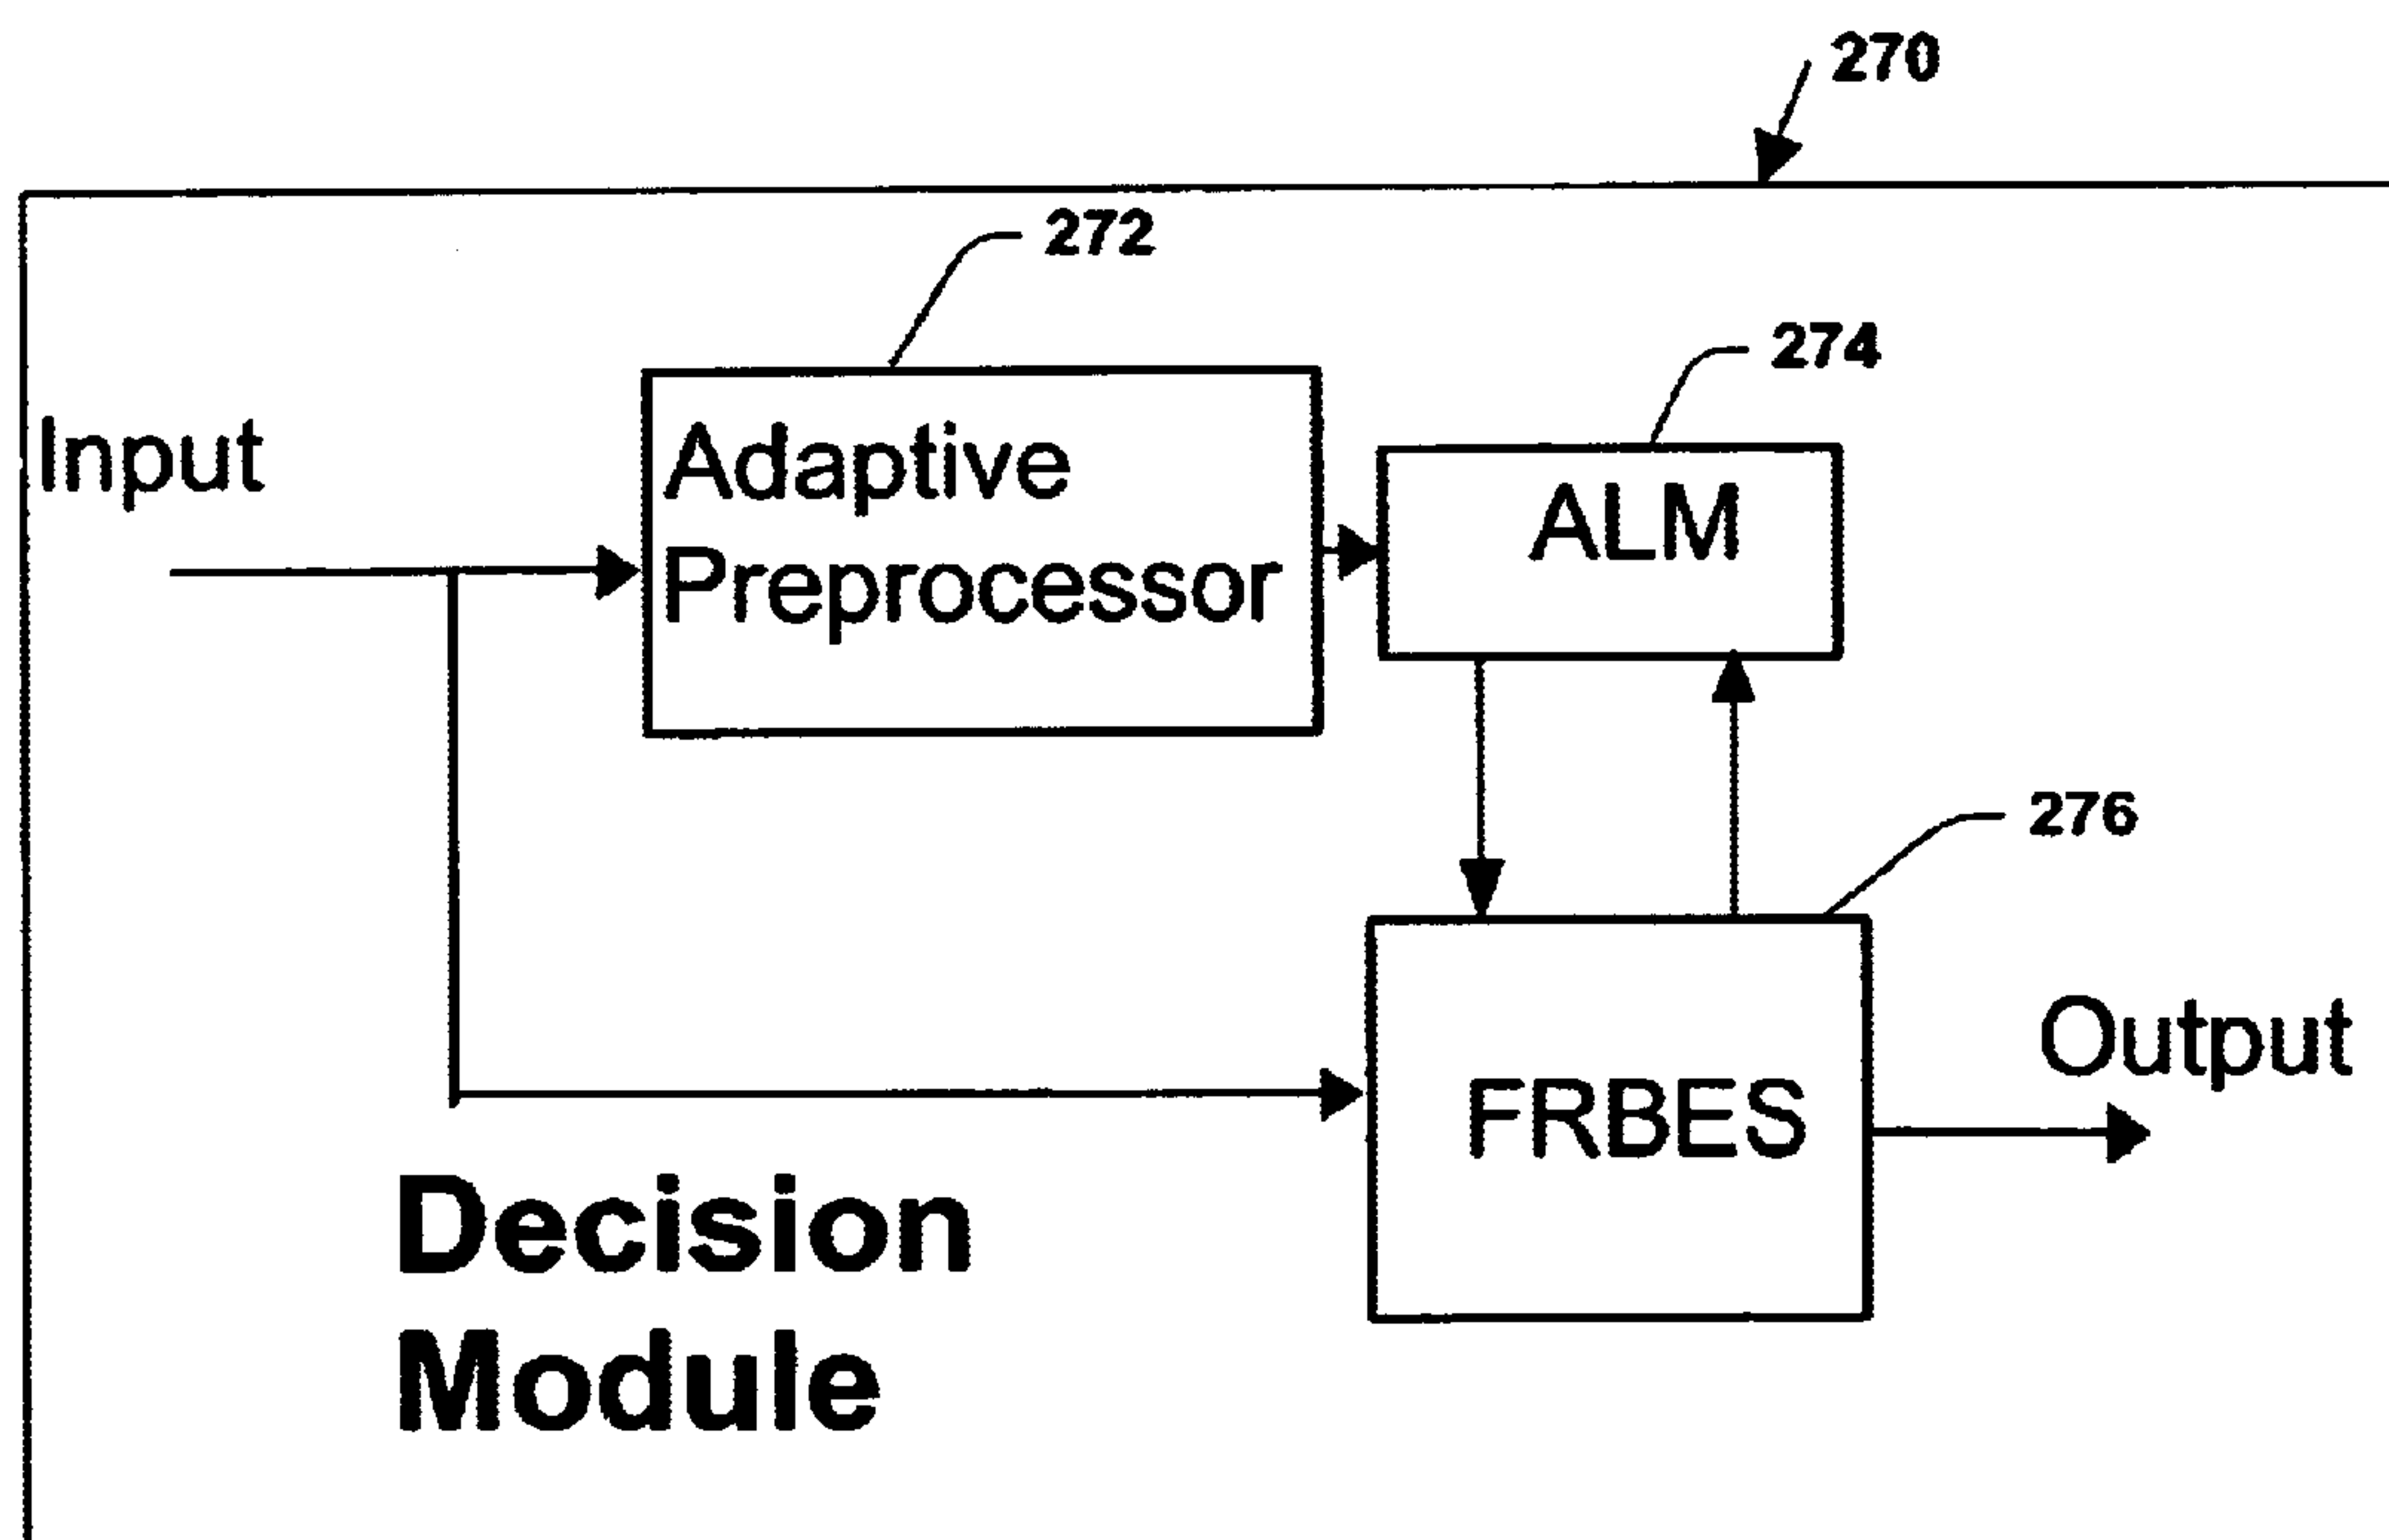 270
272
274
Input
Adaptive
Preprocessor
ALM
276
FRBES
Output
Decision
Module